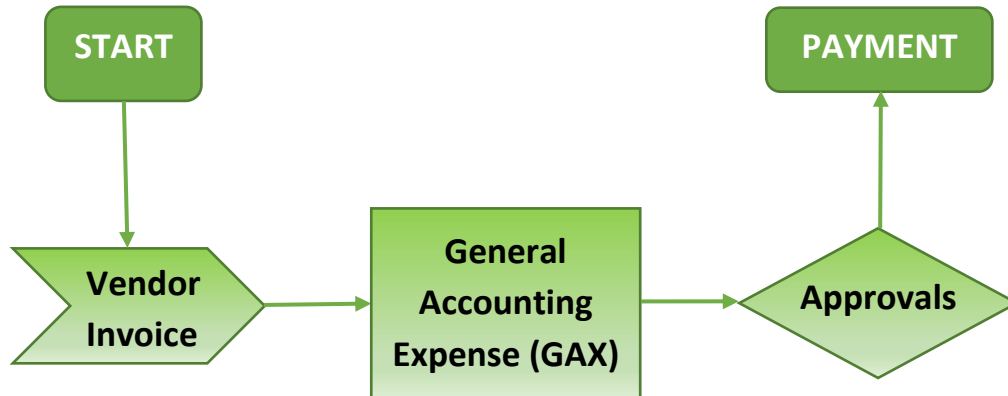 START
PAYMENT
Vendor
Invoice
General
Accounting
Expense (GAX)
Approvals